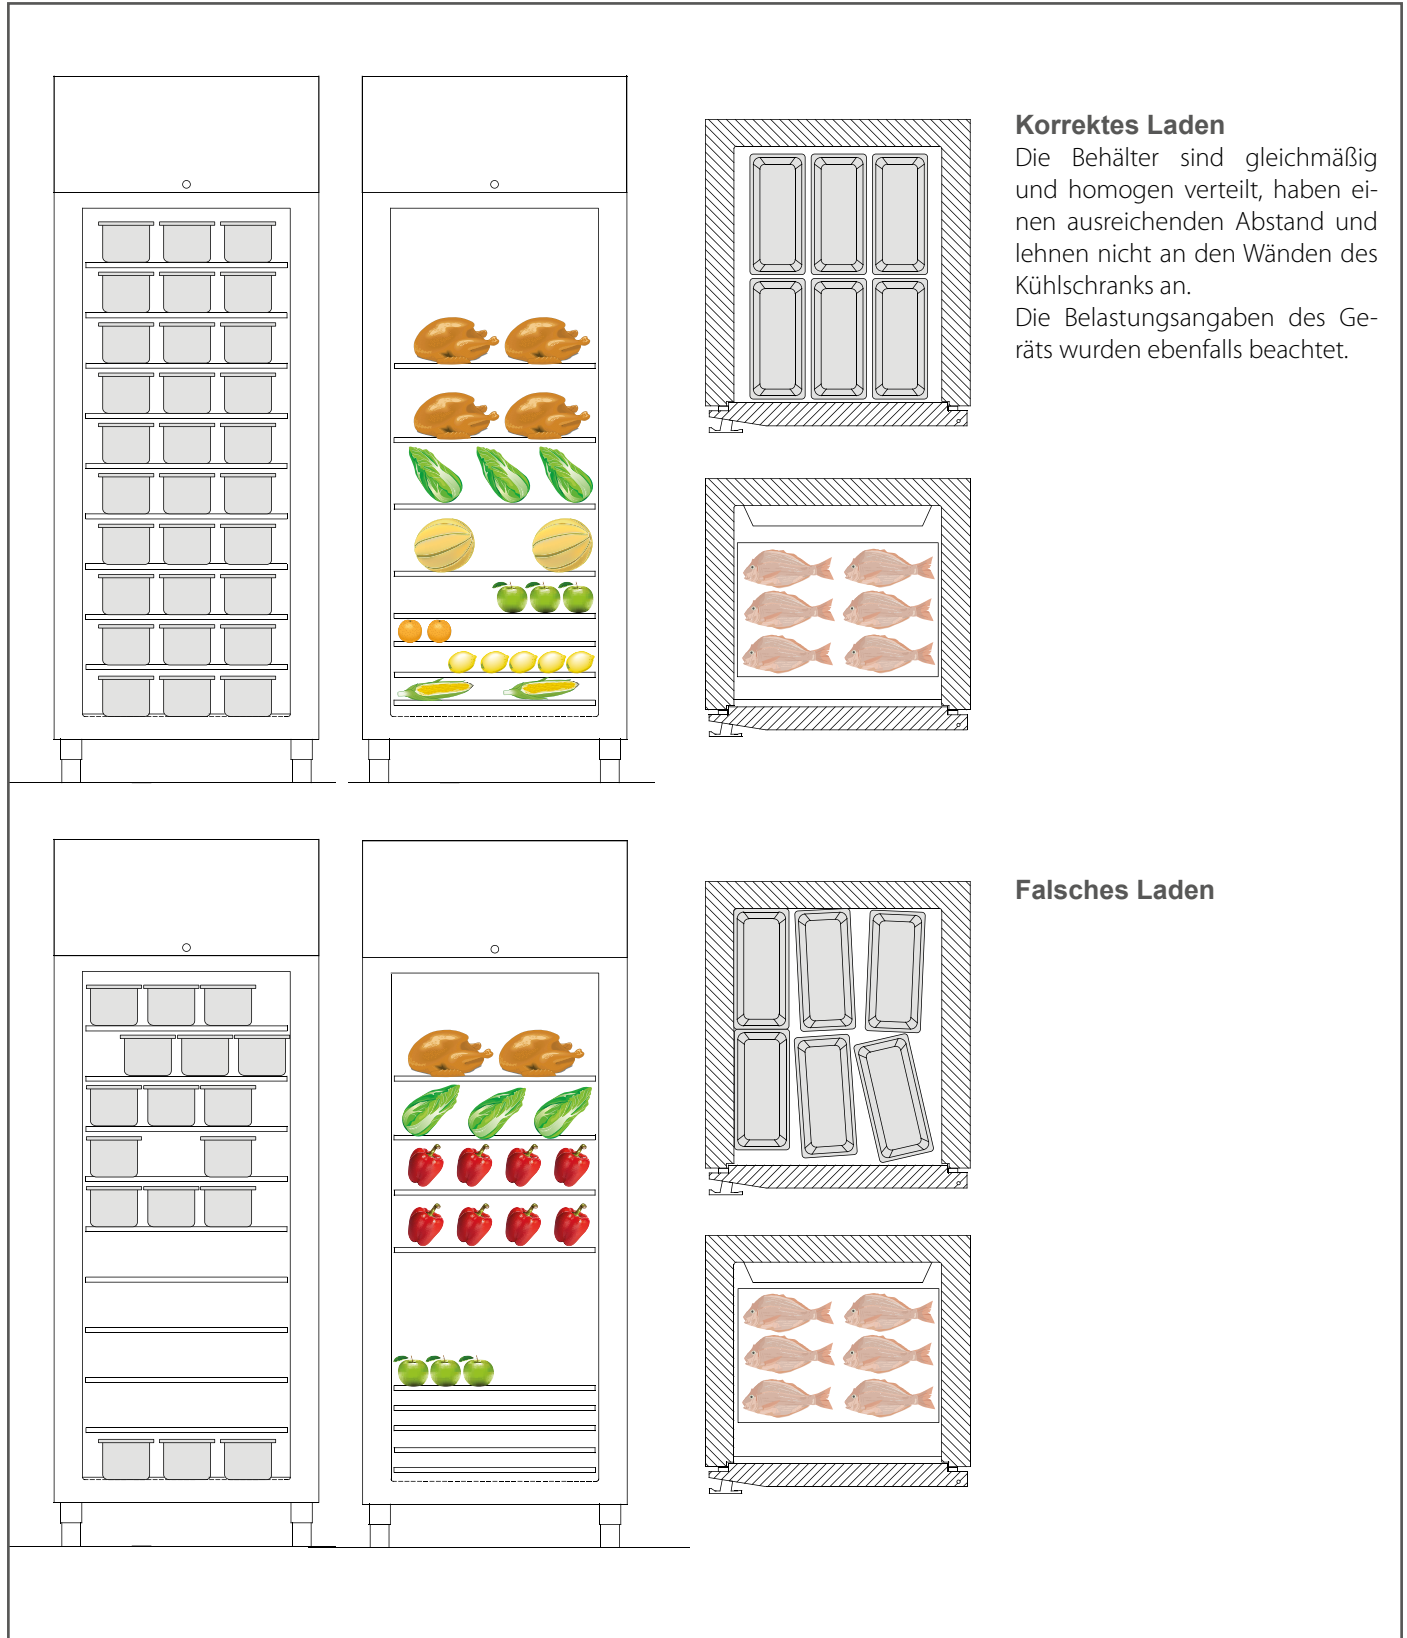 Korrektes Laden
Die Behälter sind gleichmäßig
und homogen verteilt, haben ei-
nen ausreichenden Abstand und
lehnen nicht an den Wänden des
Kühlschranks an.
Die Belastungsangaben des Ge-
räts wurden ebenfalls beachtet.
Falsches Laden